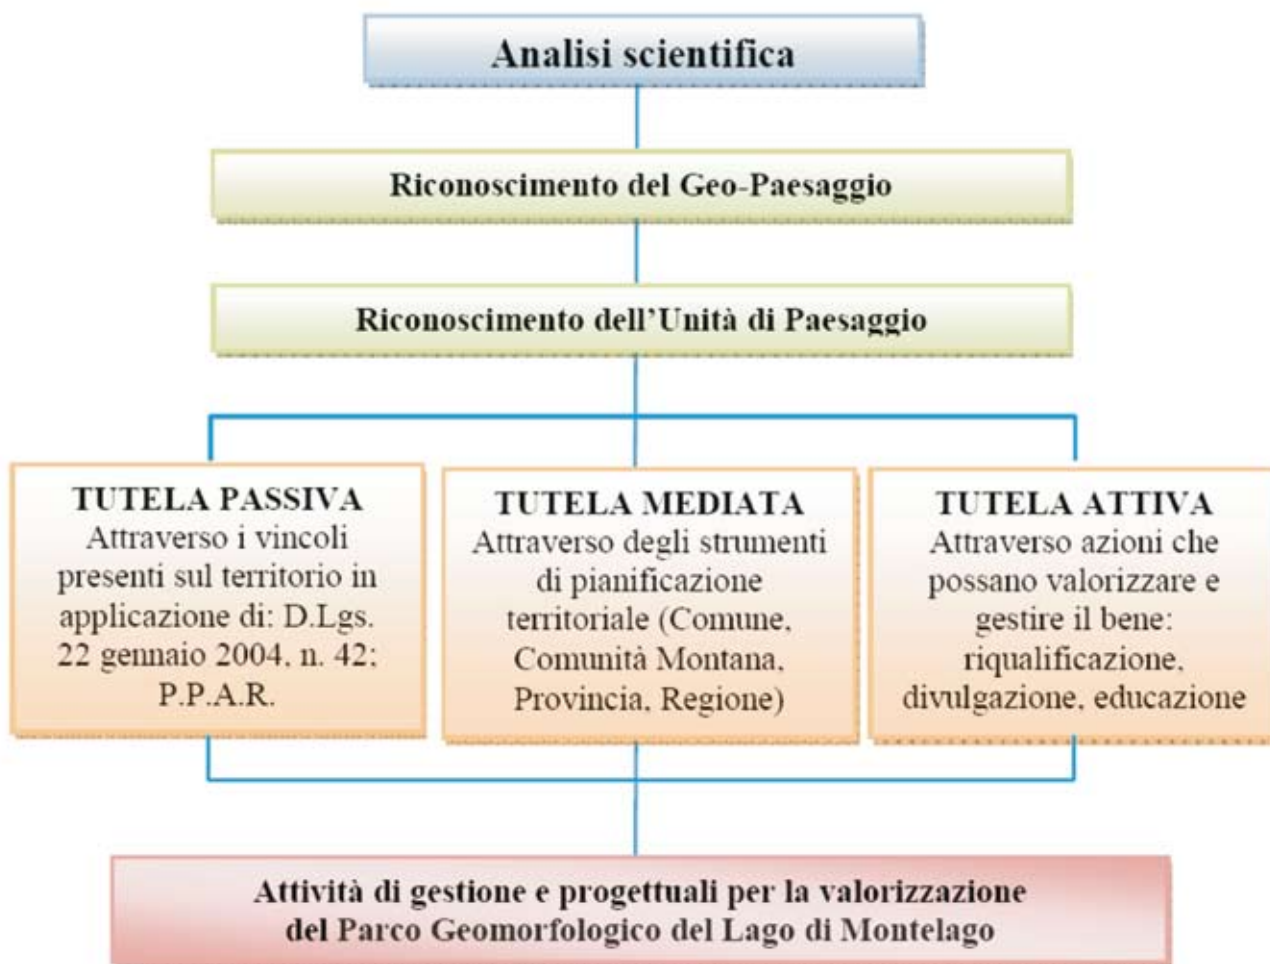 Analisi scientifica
Riconoscimento del Geo-Paesaggio
Riconoscimento dell'Unità di Paesaggio
TUTELA PASSIVA
Attraverso i vincoli
presenti sul territorio in
applicazione di: D.Lgs.
22 gennaio 2004, n. 42;
P.P.A.R.
TUTELA MEDIATA
Attraverso degli strumenti
di pianificazione
territoriale (Comune,
Comunità Montana,
Provincia, Regione)
TUTELA ATTIVA
Attraverso azioni che
possano valorizzare e
gestire il bene:
riqualificazione,
divulgazione, educazione
Attività di gestione e progettuali per la valorizzazione
del Parco Geomorfologico del Lago di Montelago